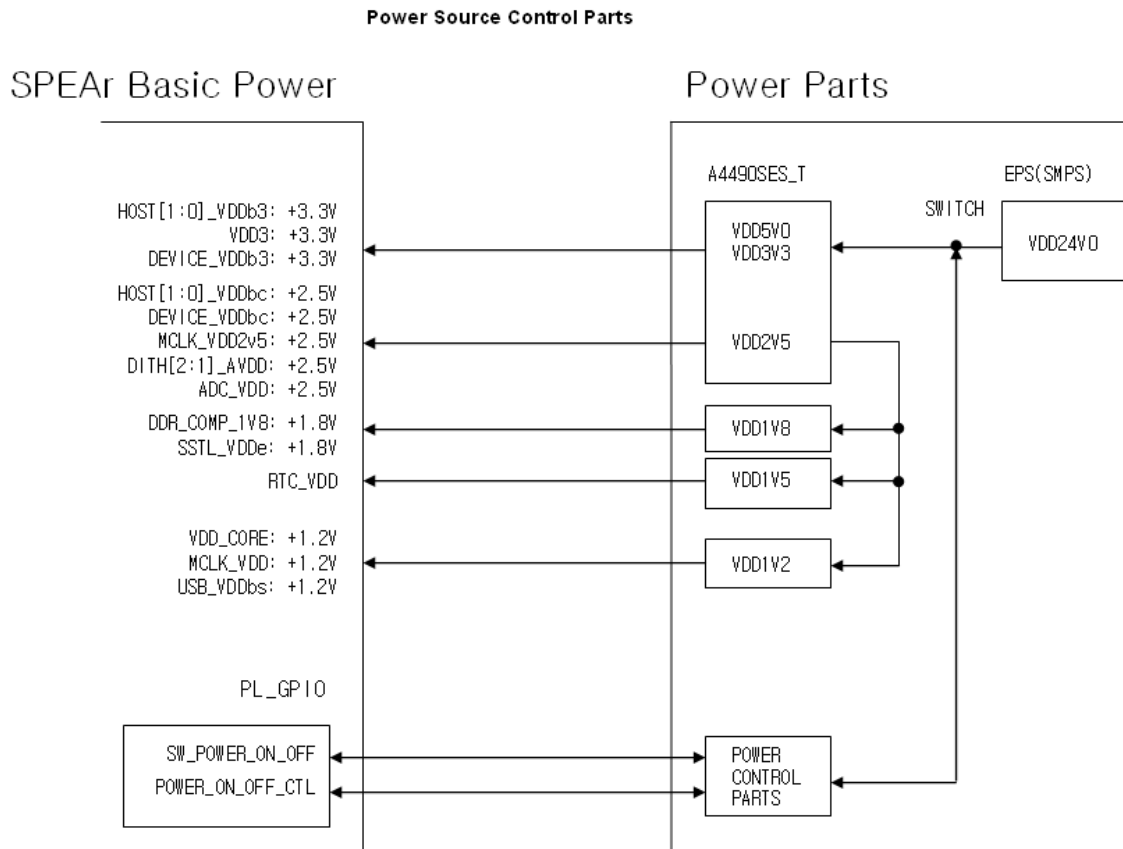 Power Source Control Parts
SPEAr Basic Power
Power Parts
HOST[1:0]_VDDb3: +3.3V
VDD3: +3.3V
DEVICE_VDDb3: +3.3V
HOST[1:0]_VDDbc: +2.5V
DEVICE_VDDbc: +2.5V
MCLK_VDD2v5: +2.5V
DITH[2:1]_AVDD: +2.5V
ADC_VDD: +2.5V
DDR_COMP_1V8: +1.8V
SSTL_VDDe: +1.8V
RTC_VDD
VDD_CORE: +1.2V
MCLK_VDD: +1.2V
USB_VDDbs: +1.2V
PL_GPIO
SW_POWER_ON_OFF
POWER_ON_OFF_CTL
A4490SES_T
VDD5V0
VDD3V3
VDD2V5
VDD1V8
VDD1V5
VDD1V2
POWER
CONTROL
PARTS
SWITCH
EPS(SMPS)
VDD24V0